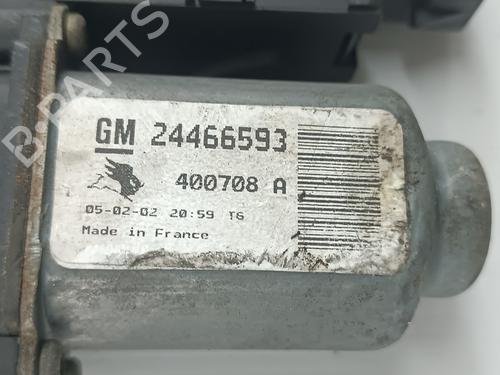 B-PARTS
GM 24466593
400708 A
05-02-02 20:59 T6
Made in France